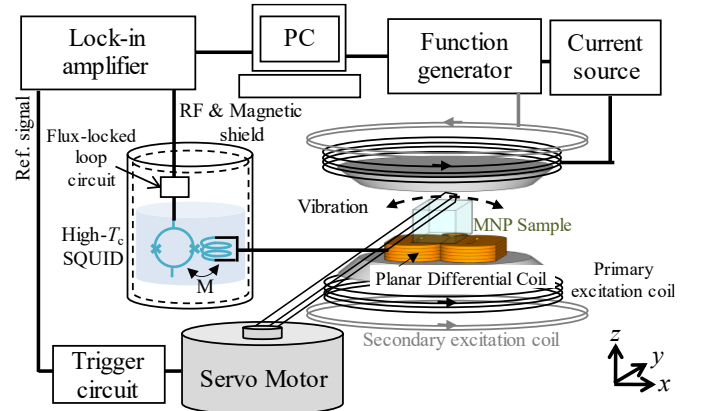 Lock-in
amplifier
PC
Function
generator
Current
source
Ref. signal
RF & Magnetic
shield
Flux-locked
loop
circuit
Vibration
MNP Sample
High-Tc
SQUID
M
Planar Differential Coil
Primary
excitation coil
Secondary excitation coil
Trigger
circuit
Servo Motor
z
y
x